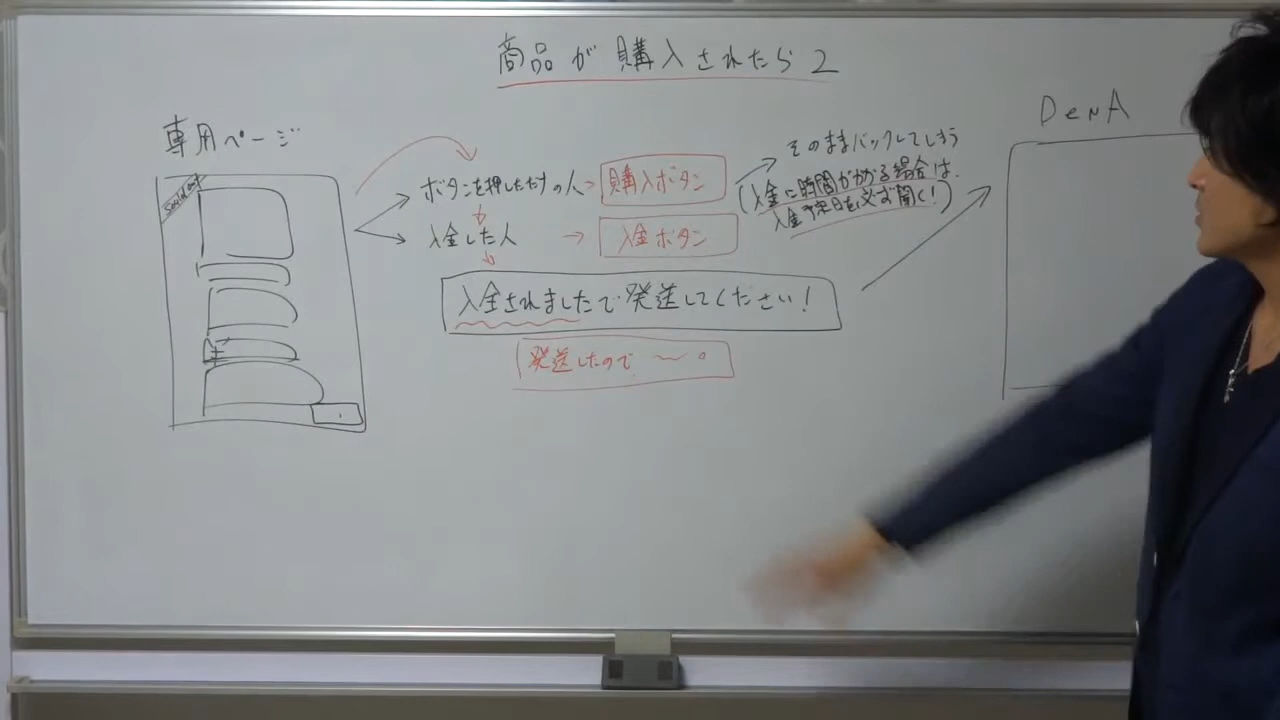 商品が購入されたら2
専用ページ
Sold out
ボタンを押しただけの人
購入ボタン
そのままバックしてしまう
(入金に時間がかかる場合は、
入金予定日を必ず聞く!)
入金した人
入金ボタン
入金されましたで発送してください!
発送したので 〜。
DeNA